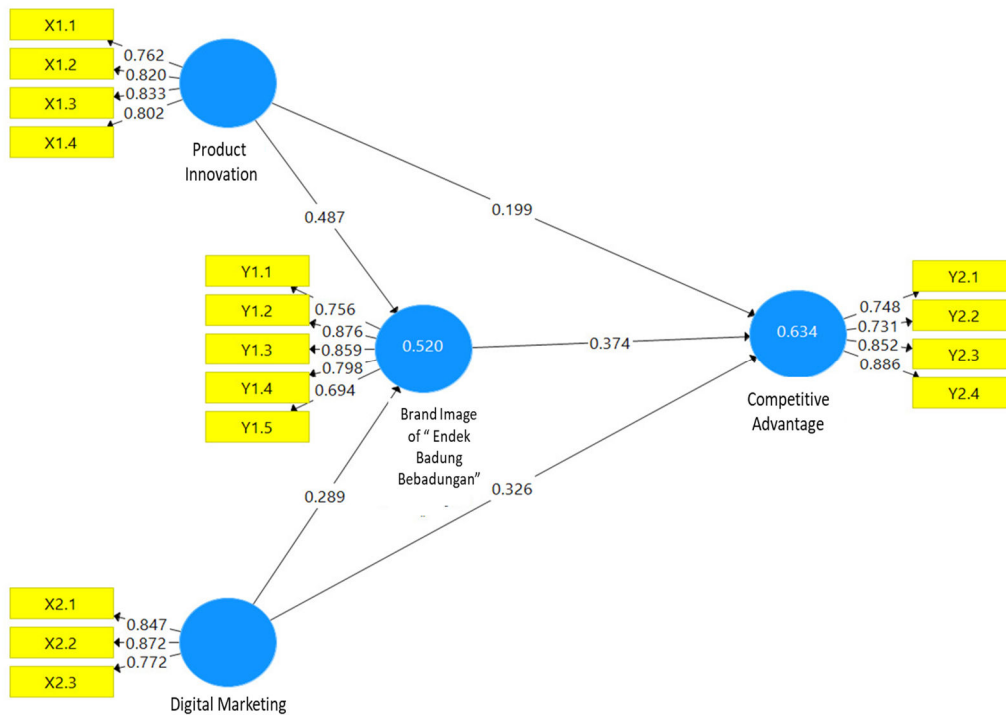 X1.1
X1.2
X1.3
X1.4
0.762
0.820
0.833
0.802
Product
Innovation
0.487
0.199
Y1.1
Y1.2
Y1.3
Y1.4
Y1.5
0.756
0.876
0.859
0.798
0.694
0.520
Brand Image
of “ Endek
Badung
Bebadungan”
0.374
0.634
Competitive
Advantage
0.748
0.731
0.852
0.886
Y2.1
Y2.2
Y2.3
Y2.4
0.289
0.326
X2.1
X2.2
X2.3
0.847
0.872
0.772
Digital Marketing